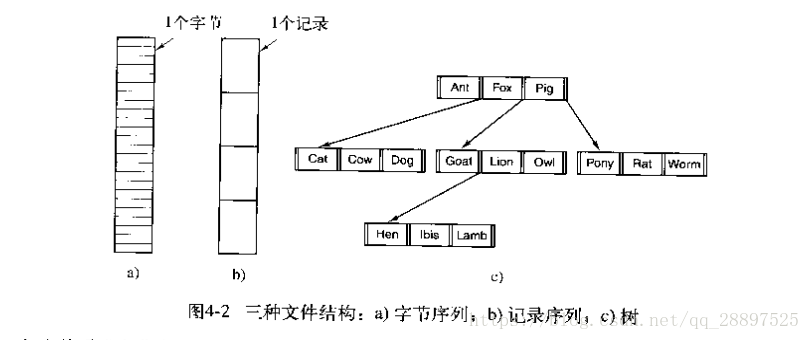 1个字节
1个记录
Ant Fox Pig
Cat Cow Dog
Goat Lion Owl
Pony Rat Worm
Hen Ibis Lamb
a)
b)
c)
图4-2 三种文件结构：a) 字节序列，b) 记录序列，c) 树
https://blog.csdn.net/qq_28897525